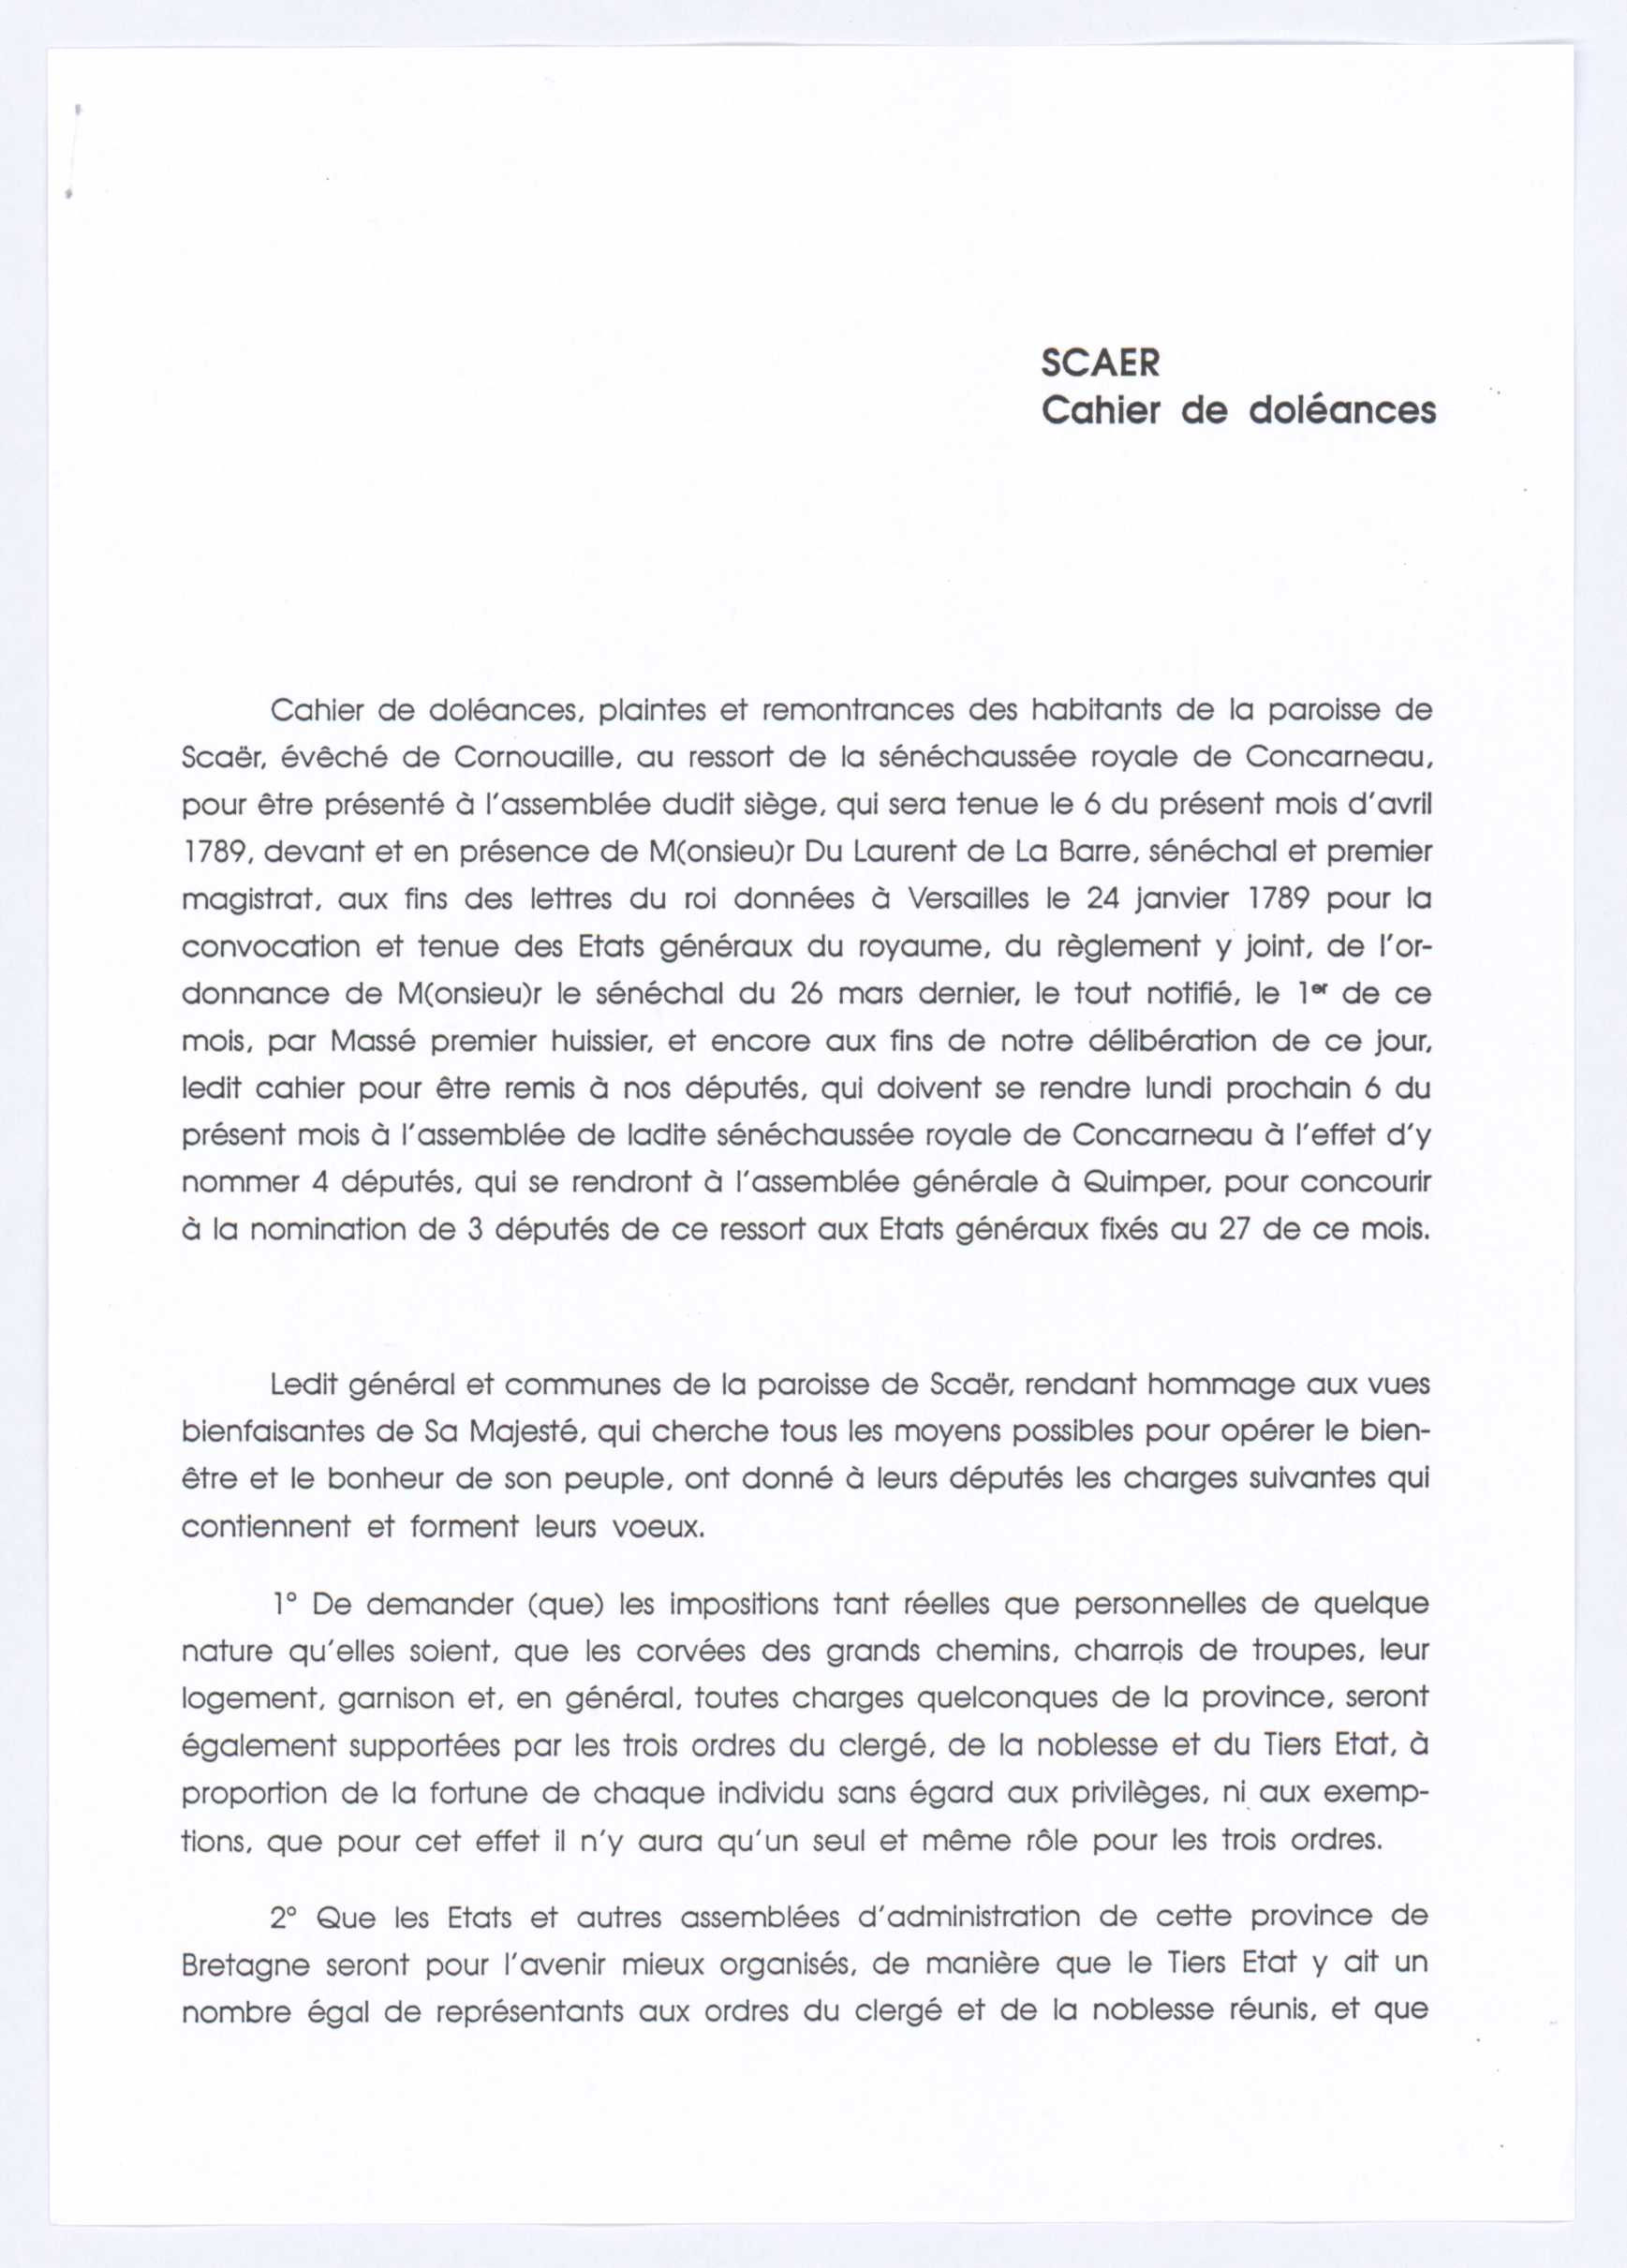 SCAER
Cahier de doléances
Cahier de doléances, plaintes et remontrances des habitants de la paroisse de
Scaër, évêché de Cornouaille, au ressort de la sénéchaussée royale de Concarneau,
pour être présenté à l'assemblée dudit siège, qui sera tenue le 6 du présent mois d'avril
1789, devant et en présence de M(onsieu)r Du Laurent de La Barre, sénéchal et premier
magistrat, aux fins des lettres du roi données à Versailles le 24 janvier 1789 pour la
convocation et tenue des Etats généraux du royaume, du règlement y joint, de l'or-
donnance de M(onsieu)r le sénéchal du 26 mars dernier, le tout notifié, le 1er de ce
mois, par Massé premier huissier, et encore aux fins de notre délibération de ce jour,
ledit cahier pour être remis à nos députés, qui doivent se rendre lundi prochain 6 du
présent mois à l'assemblée de ladite sénéchaussée royale de Concarneau à l'effet d'y
nommer 4 députés, qui se rendront à l'assemblée générale à Quimper, pour concourir
à la nomination de 3 députés de ce ressort aux Etats généraux fixés au 27 de ce mois.
Ledit général et communes de la paroisse de Scaër, rendant hommage aux vues
bienfaisantes de Sa Majesté, qui cherche tous les moyens possibles pour opérer le bien-
être et le bonheur de son peuple, ont donné à leurs députés les charges suivantes qui
contiennent et forment leurs voeux.
1° De demander (que) les impositions tant réelles que personnelles de quelque
nature qu'elles soient, que les corvées des grands chemins, charrois de troupes, leur
logement, garnison et, en général, toutes charges quelconques de la province, seront
également supportées par les trois ordres du clergé, de la noblesse et du Tiers Etat, à
proportion de la fortune de chaque individu sans égard aux privilèges, ni aux exemp-
tions, que pour cet effet il n'y aura qu'un seul et même rôle pour les trois ordres.
2° Que les Etats et autres assemblées d'administration de cette province de
Bretagne seront pour l'avenir mieux organisés, de manière que le Tiers Etat y ait un
nombre égal de représentants aux ordres du clergé et de la noblesse réunis, et que